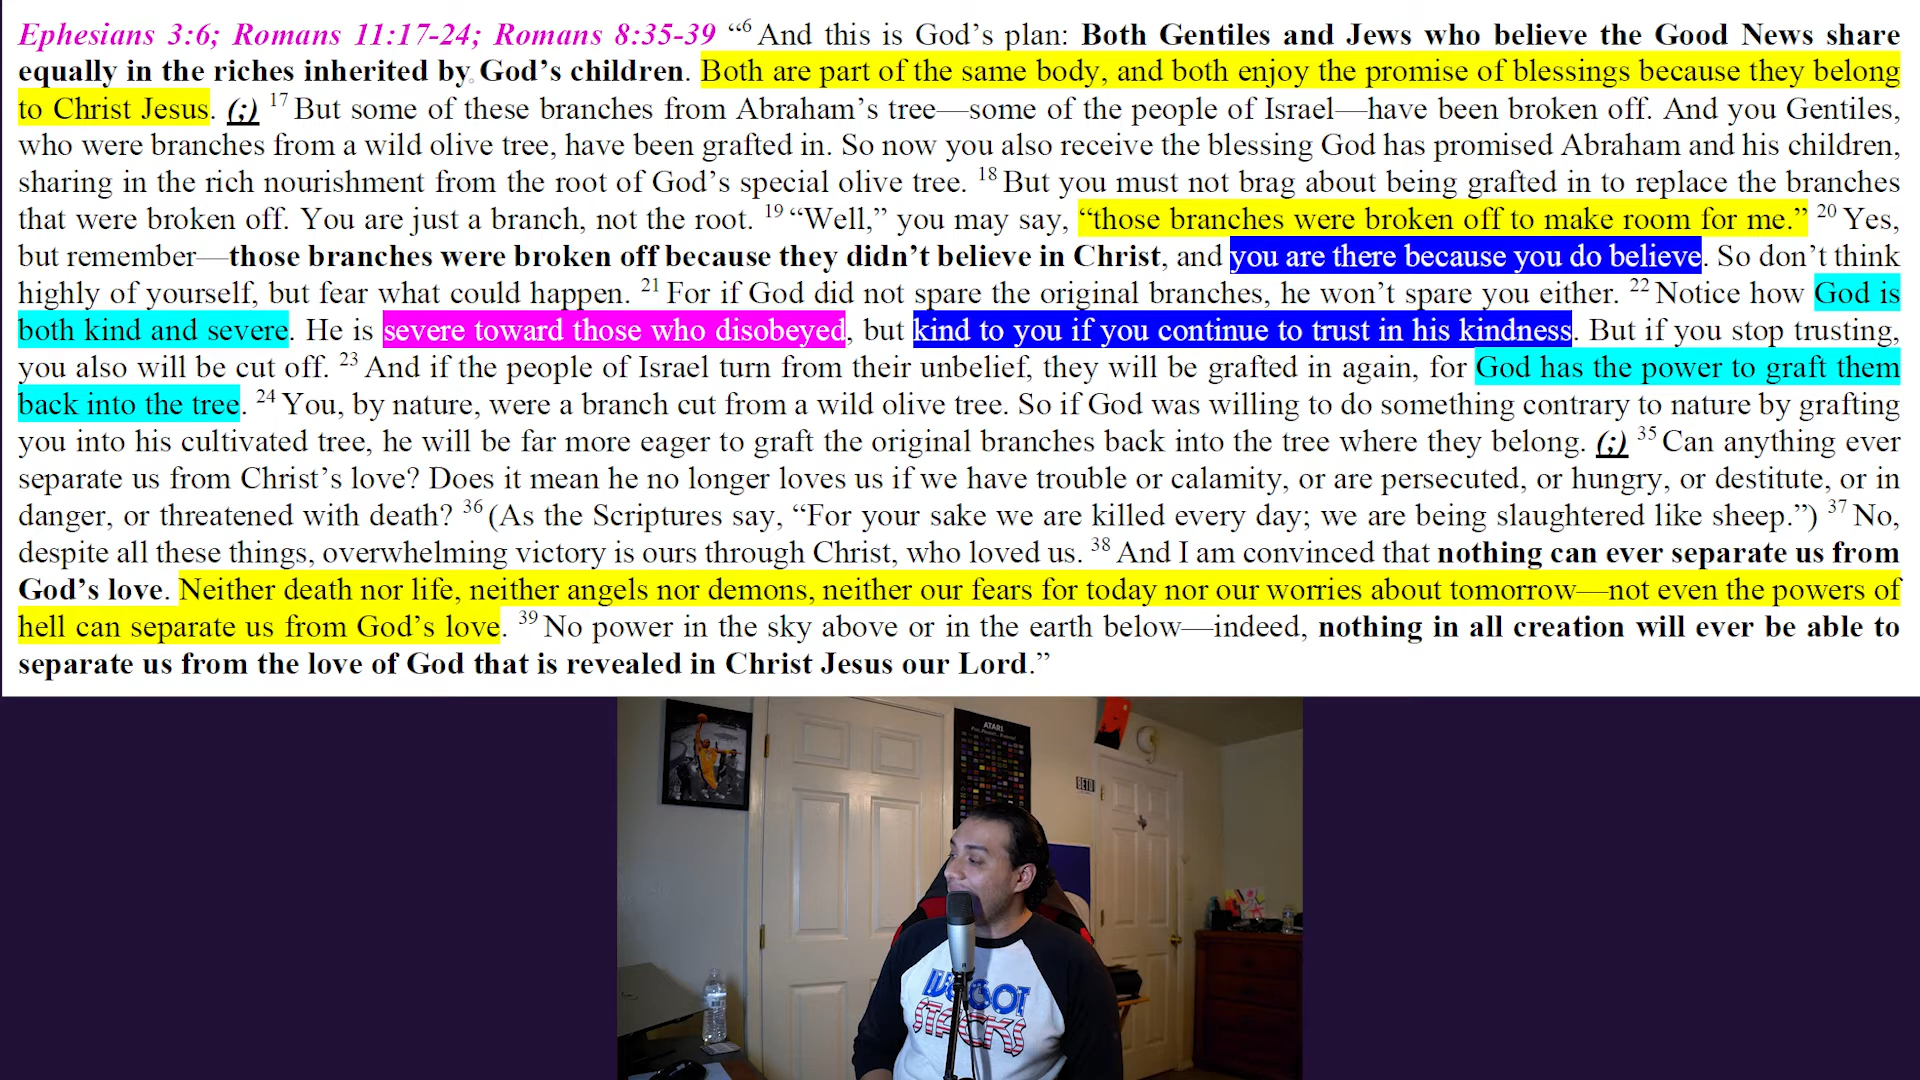 Ephesians 3:6; Romans 11:17-24; Romans 8:35-39 “6 And this is God’s plan: Both Gentiles and Jews who believe the Good News share
equally in the riches inherited by God’s children. Both are part of the same body, and both enjoy the promise of blessings because they belong
to Christ Jesus. (;) 17 But some of these branches from Abraham’s tree—some of the people of Israel—have been broken off. And you Gentiles,
who were branches from a wild olive tree, have been grafted in. So now you also receive the blessing God has promised Abraham and his children,
sharing in the rich nourishment from the root of God’s special olive tree. 18 But you must not brag about being grafted in to replace the branches
that were broken off. You are just a branch, not the root. 19 “Well,” you may say, “those branches were broken off to make room for me.” 20 Yes,
but remember—those branches were broken off because they didn’t believe in Christ, and you are there because you do believe. So don’t think
highly of yourself, but fear what could happen. 21 For if God did not spare the original branches, he won’t spare you either. 22 Notice how God is
both kind and severe. He is severe toward those who disobeyed, but kind to you if you continue to trust in his kindness. But if you stop trusting,
you also will be cut off. 23 And if the people of Israel turn from their unbelief, they will be grafted in again, for God has the power to graft them
back into the tree. 24 You, by nature, were a branch cut from a wild olive tree. So if God was willing to do something contrary to nature by grafting
you into his cultivated tree, he will be far more eager to graft the original branches back into the tree where they belong. (;) 35 Can anything ever
separate us from Christ’s love? Does it mean he no longer loves us if we have trouble or calamity, or are persecuted, or hungry, or destitute, or in
danger, or threatened with death? 36 (As the Scriptures say, “For your sake we are killed every day; we are being slaughtered like sheep.”) 37 No,
despite all these things, overwhelming victory is ours through Christ, who loved us. 38 And I am convinced that nothing can ever separate us from
God’s love. Neither death nor life, neither angels nor demons, neither our fears for today nor our worries about tomorrow—not even the powers of
hell can separate us from God’s love. 39 No power in the sky above or in the earth below—indeed, nothing in all creation will ever be able to
separate us from the love of God that is revealed in Christ Jesus our Lord.”
ATARI
BETO
STACKS